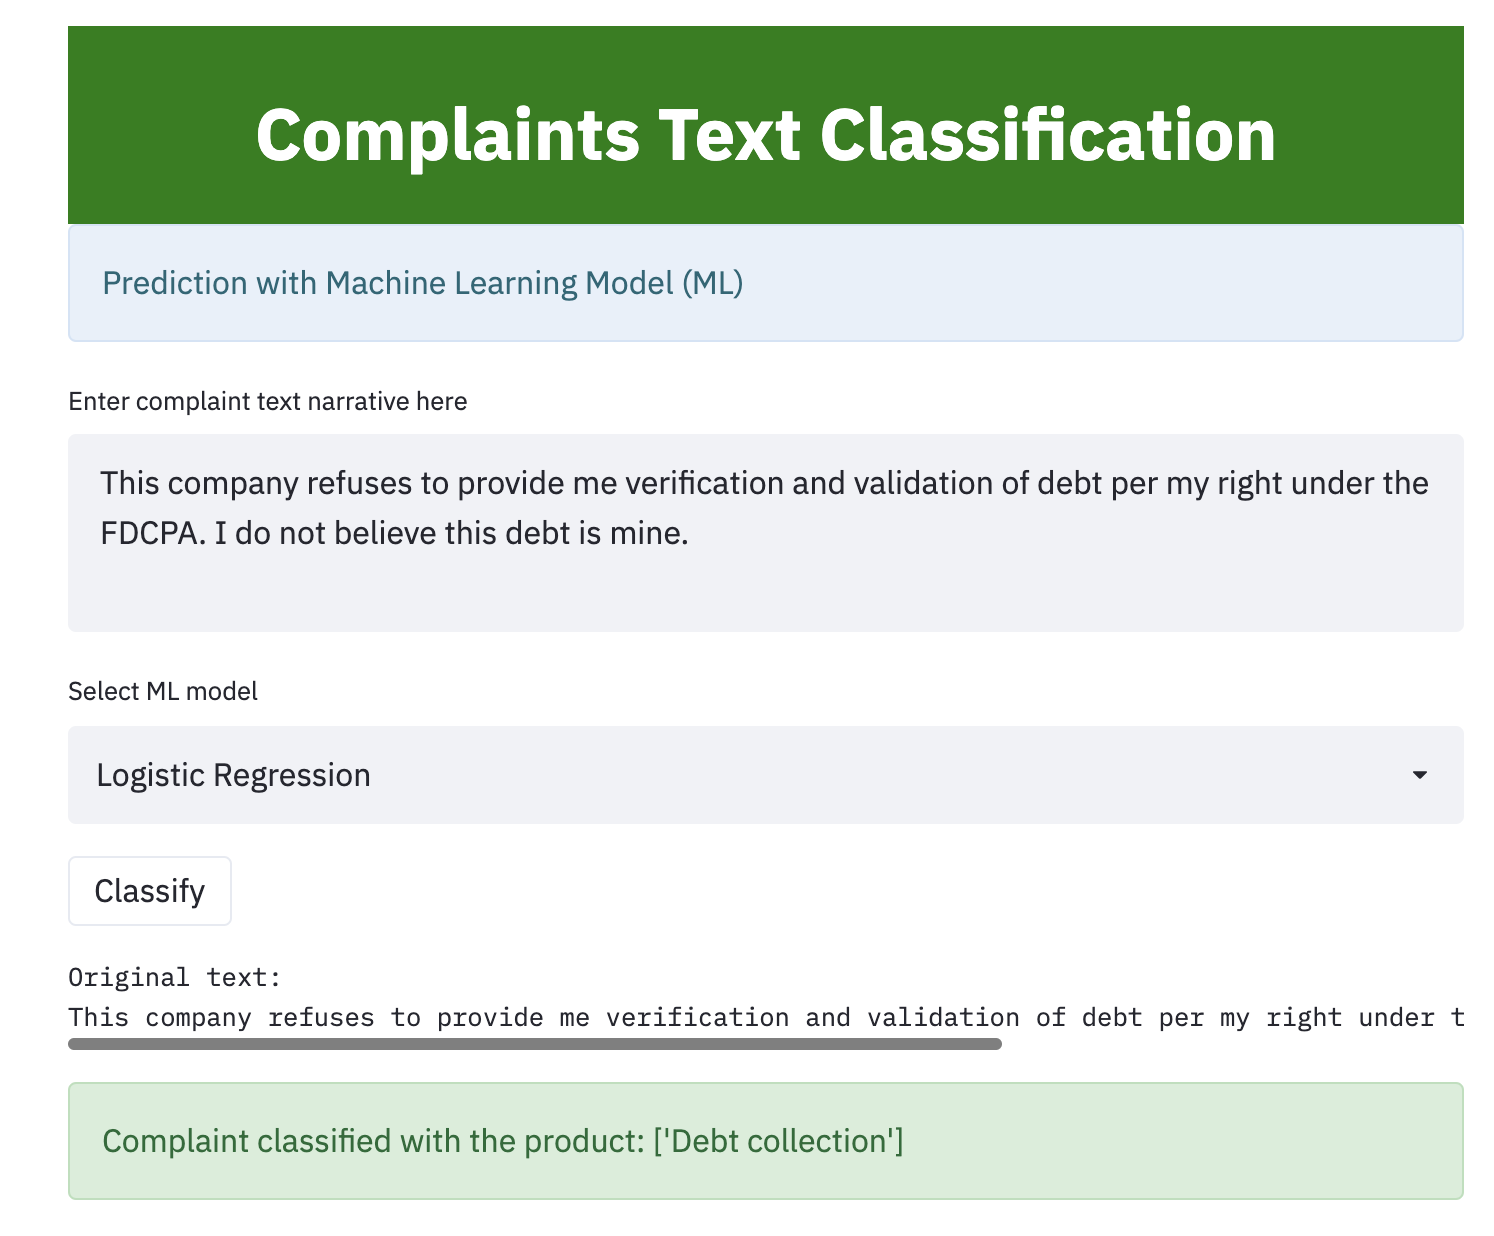 Complaints Text Classification
Prediction with Machine Learning Model (ML)
Enter complaint text narrative here
This company refuses to provide me verification and validation of debt per my right under the
FDCPA. I do not believe this debt is mine.
Select ML model
Logistic Regression
Classify
Original text:
This company refuses to provide me verification and validation of debt per my right under t
Complaint classified with the product: ['Debt collection']